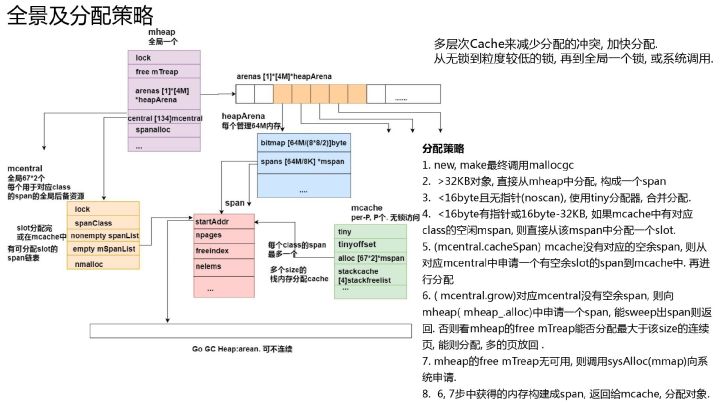 全景及分配策略
mheap
全局一个
lock
free mTreap
arenas [1]*[4M]
*heapArena
central [134]mcentral
spanalloc
...
arenas [1]*[4M]*heapArena
......
heapArena
每个管理64M内存
bitmap [64M/(8*8/2)]byte
spans [64M/8K] *mspan
....
mcentral
全局67*2个
每个用于对应class
的span的全局后备资源
slot分配完
或在mcache中
有可分配slot的
span链表
lock
spanClass
nonempty spanList
empty mSpanList
nmalloc
span
startAddr
npages
freeindex
nelems
...
每个class的span
最多一个
多个size的
栈内存分配cache
mcache
per-P, P个. 无锁访问
tiny
tinyoffset
alloc [67*2]*mspan
stackcache
[4]stackfreelist
...
Go GC Heap:arean. 可不连续
多层次Cache来减少分配的冲突, 加快分配.
从无锁到粒度较低的锁, 再到全局一个锁, 或系统调用.
分配策略
1. new, make最终调用mallocgc
2. >32KB对象, 直接从mheap中分配, 构成一个span
3. <16byte且无指针(noscan), 使用tiny分配器, 合并分配.
4. <16byte有指针或16byte-32KB, 如果mcache中有对应
class的空闲mspan, 则直接从该mspan中分配一个slot.
5. (mcentral.cacheSpan) mcache没有对应的空余span, 则从
对应mcentral中申请一个有空余slot的span到mcache中. 再进
行分配
6. ( mcentral.grow)对应mcentral没有空余span, 则向
mheap( mheap_.alloc)中申请一个span, 能sweep出span则返
回. 否则看mheap的free mTreap能否分配最大于该size的连续
页, 能则分配, 多的页放回 .
7. mheap的free mTreap无可用, 则调用sysAlloc(mmap)向系
统申请.
8. 6, 7步中获得的内存构建成span, 返回给mcache, 分配对象.